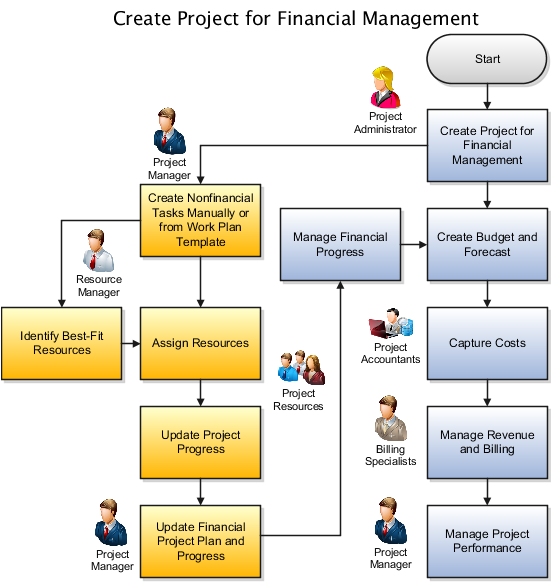 Create Project for Financial Management
Start
Project
Administrator
Create Project for
Financial
Management
Project
Manager
Create Nonfinancial
Tasks Manually or
from Work Plan
Template
Manage Financial
Progress
Create Budget and
Forecast
Resource
Manager
Identify Best-Fit
Resources
Assign Resources
Project
Resources
Project
Accountants
Capture Costs
Update Project
Progress
Billing
Specialists
Manage Revenue
and Billing
Project
Manager
Update Financial
Project Plan and
Progress
Project
Manager
Manage Project
Performance